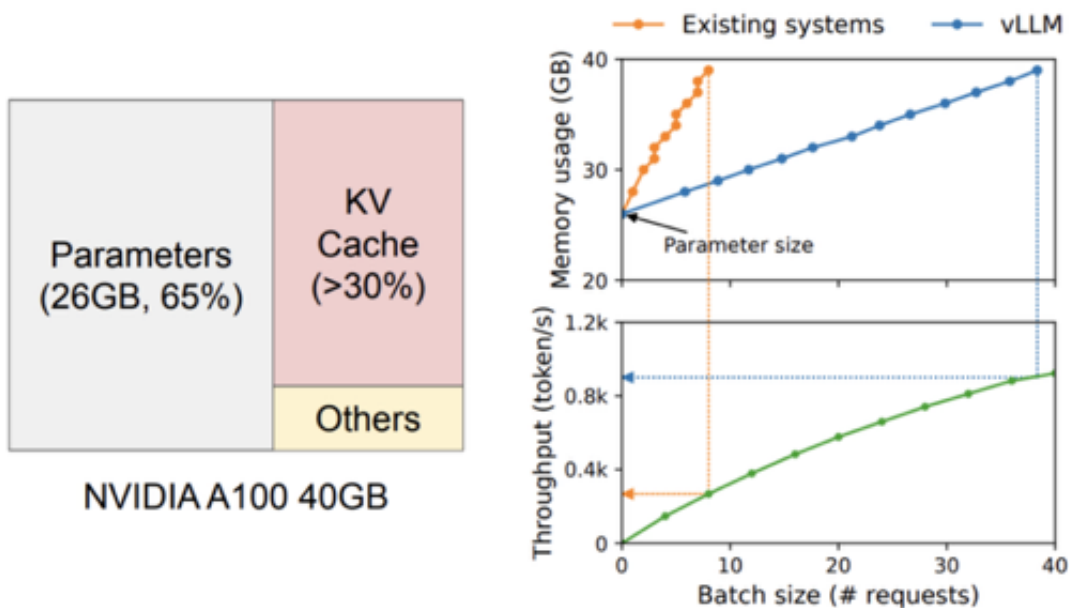 Parameters
(26GB, 65%)
KV
Cache
(>30%)
Others
NVIDIA A100 40GB
Existing systems
vLLM
Memory usage (GB)
40
30
20
Parameter size
Throughput (token/s)
1.2k
0.8k
0.4k
0
0
10
20
30
40
Batch size (# requests)